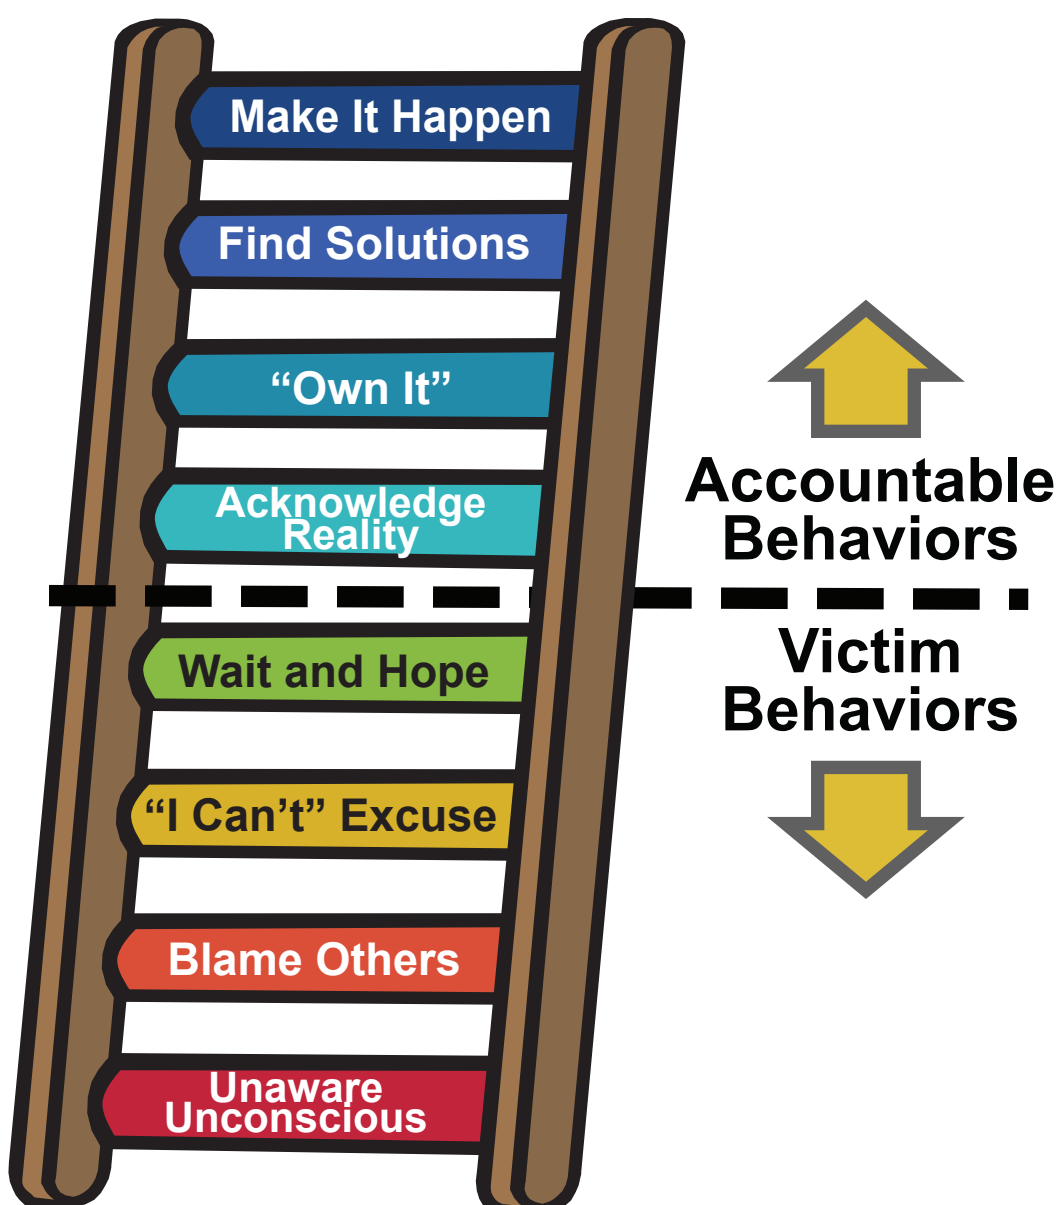 Make It Happen
Find Solutions
“Own It”
Acknowledge
Reality
Accountable
Behaviors
Victim
Behaviors
Wait and Hope
“I Can’t” Excuse
Blame Others
Unaware
Unconscious